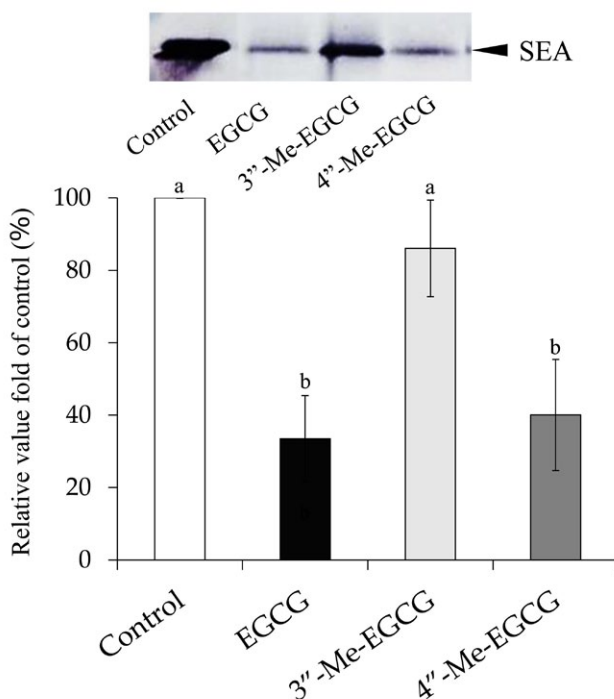 SEA
Control
EGCG
3”-Me-EGCG
4”-Me-EGCG
Relative value fold of control (%)
100
80
60
40
20
0
a
b
a
b
Control
EGCG
3″-Me-EGCG
4″-Me-EGCG